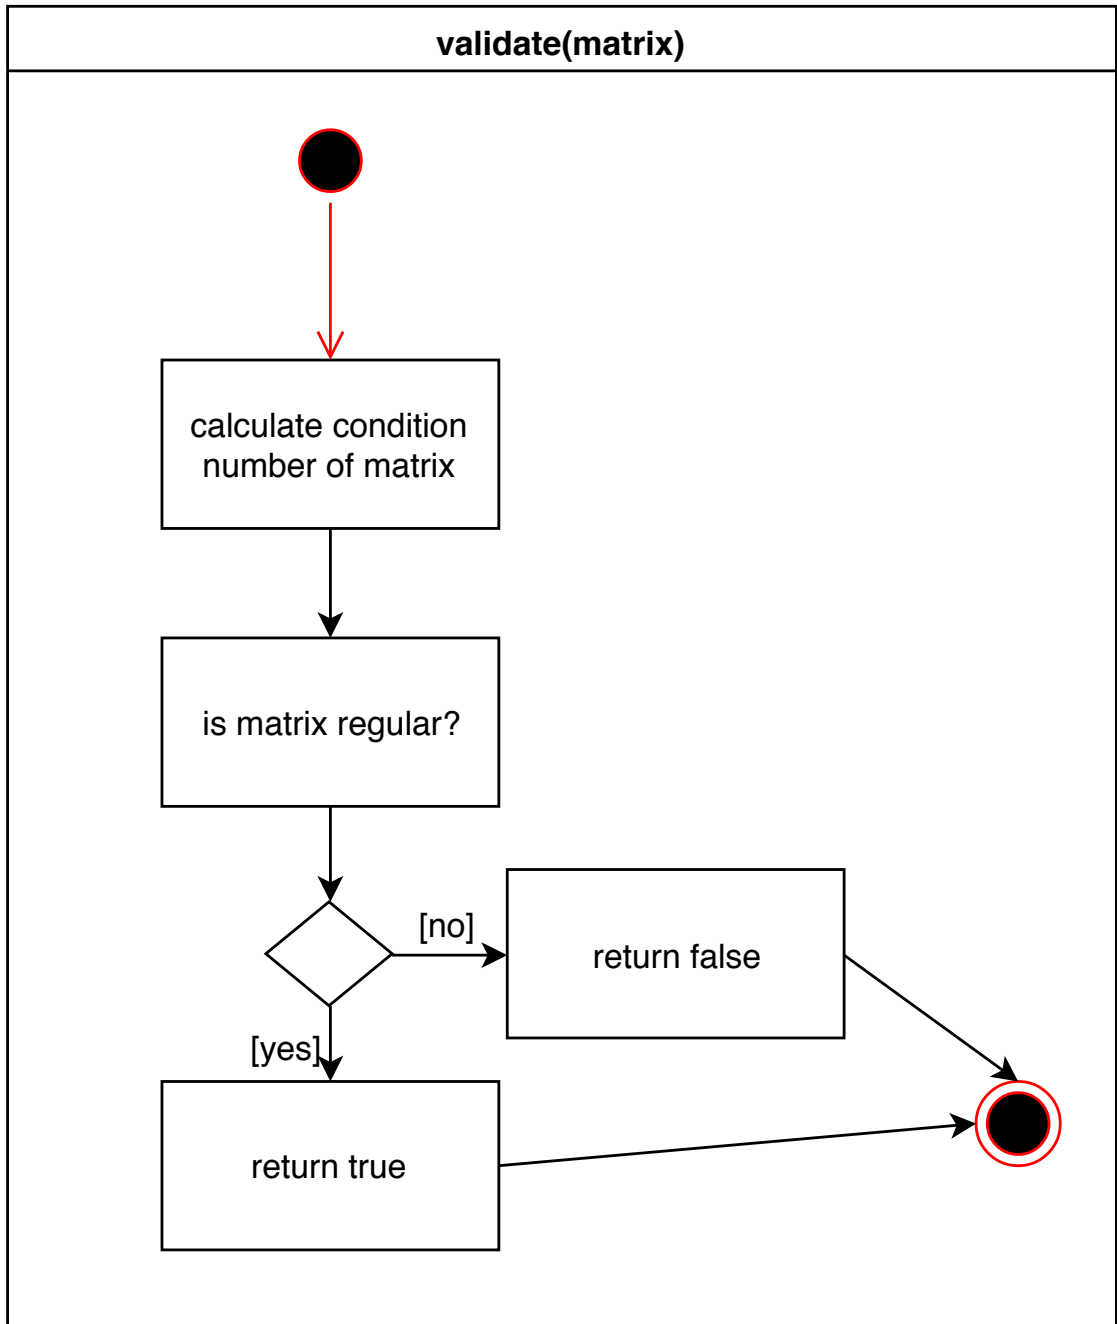 validate(matrix)
calculate condition
number of matrix
is matrix regular?
[no]
return false
[yes]
return true